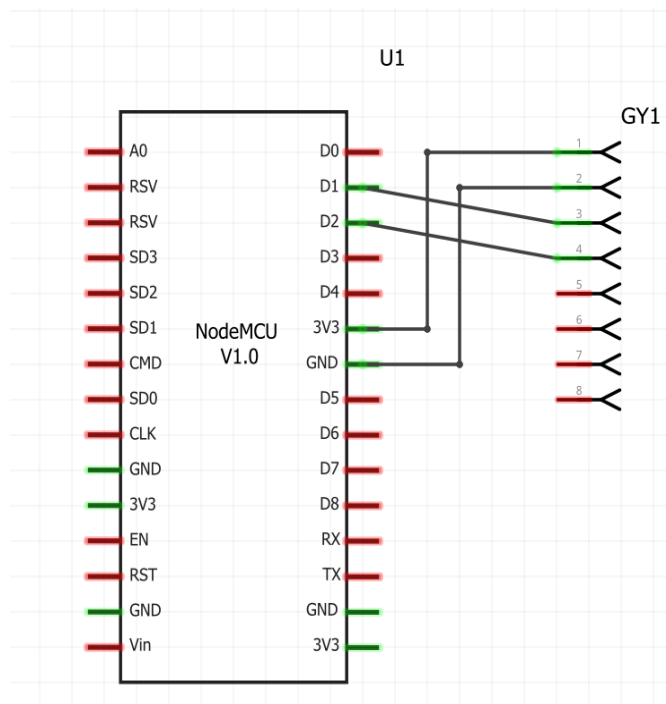 U1
GY1
A0
RSV
RSV
SD3
SD2
SD1
CMD
SD0
CLK
GND
3V3
EN
RST
GND
Vin
NodeMCU
V1.0
D0
D1
D2
D3
D4
3V3
GND
D5
D6
D7
D8
RX
TX
GND
3V3
1
2
3
4
5
6
7
8